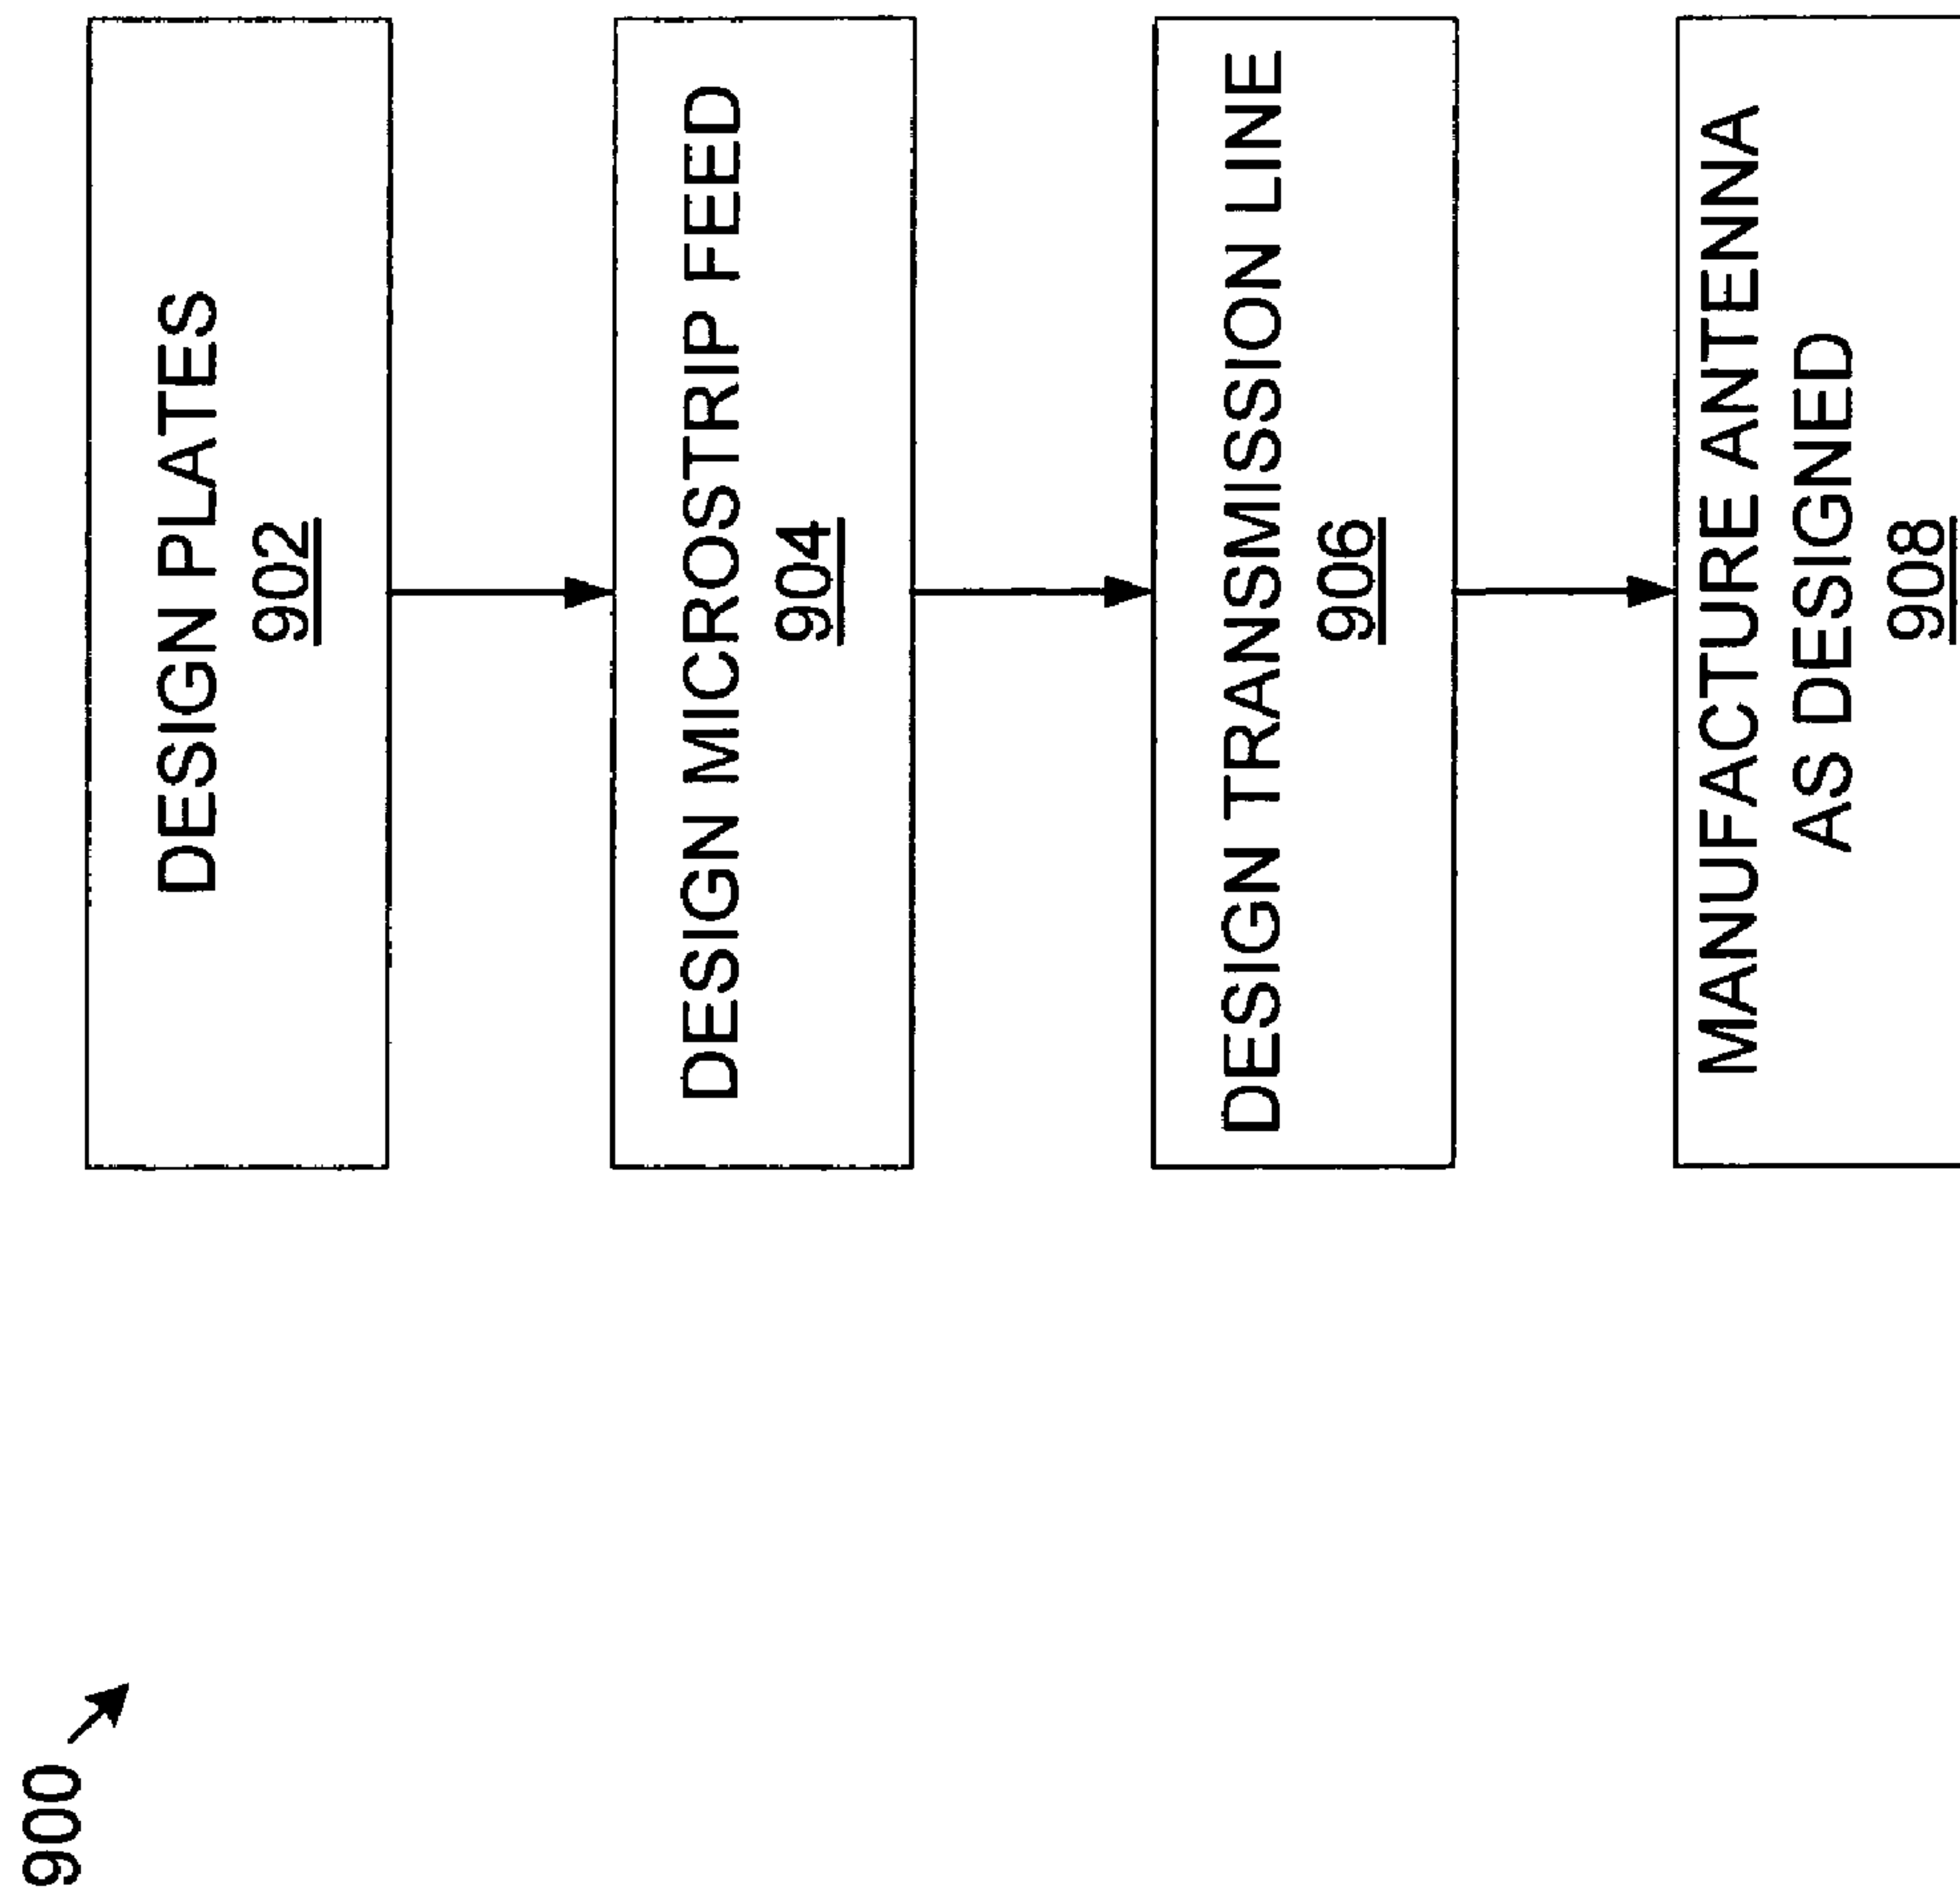 900
DESIGN PLATES
902
DESIGN MICROSTRIP FEED
904
DESIGN TRANSMISSION LINE
906
MANUFACTURE ANTENNA
AS DESIGNED
908